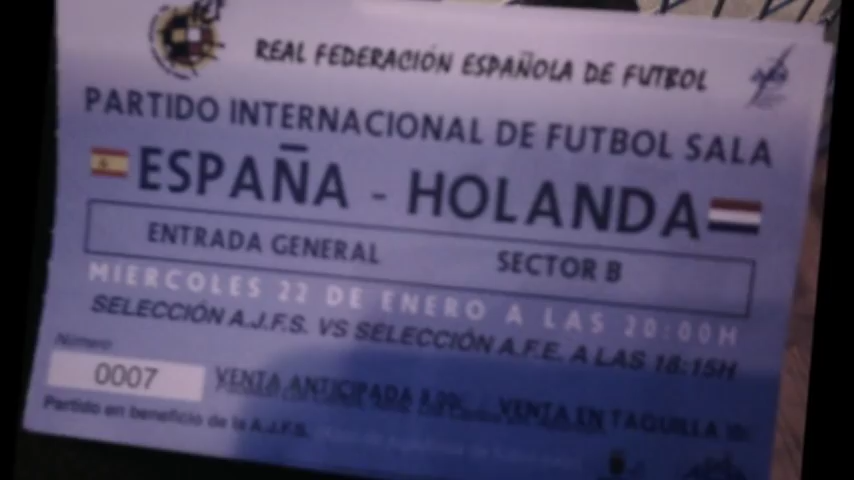 REAL FEDERACIÓN ESPAÑOLA DE FUTBOL
PARTIDO INTERNACIONAL DE FUTBOL SALA
ESPAÑA - HOLANDA
ENTRADA GENERAL SECTOR B
MIERCOLES 22 DE ENERO A LAS 20:00H
SELECCIÓN A.J.F.S. VS SELECCIÓN A.F.E. A LAS 18:15H
Número
0007
VENTA ANTICIPADA VENTA EN TAQUILLA
Partido en beneficio de la A.J.F.S.